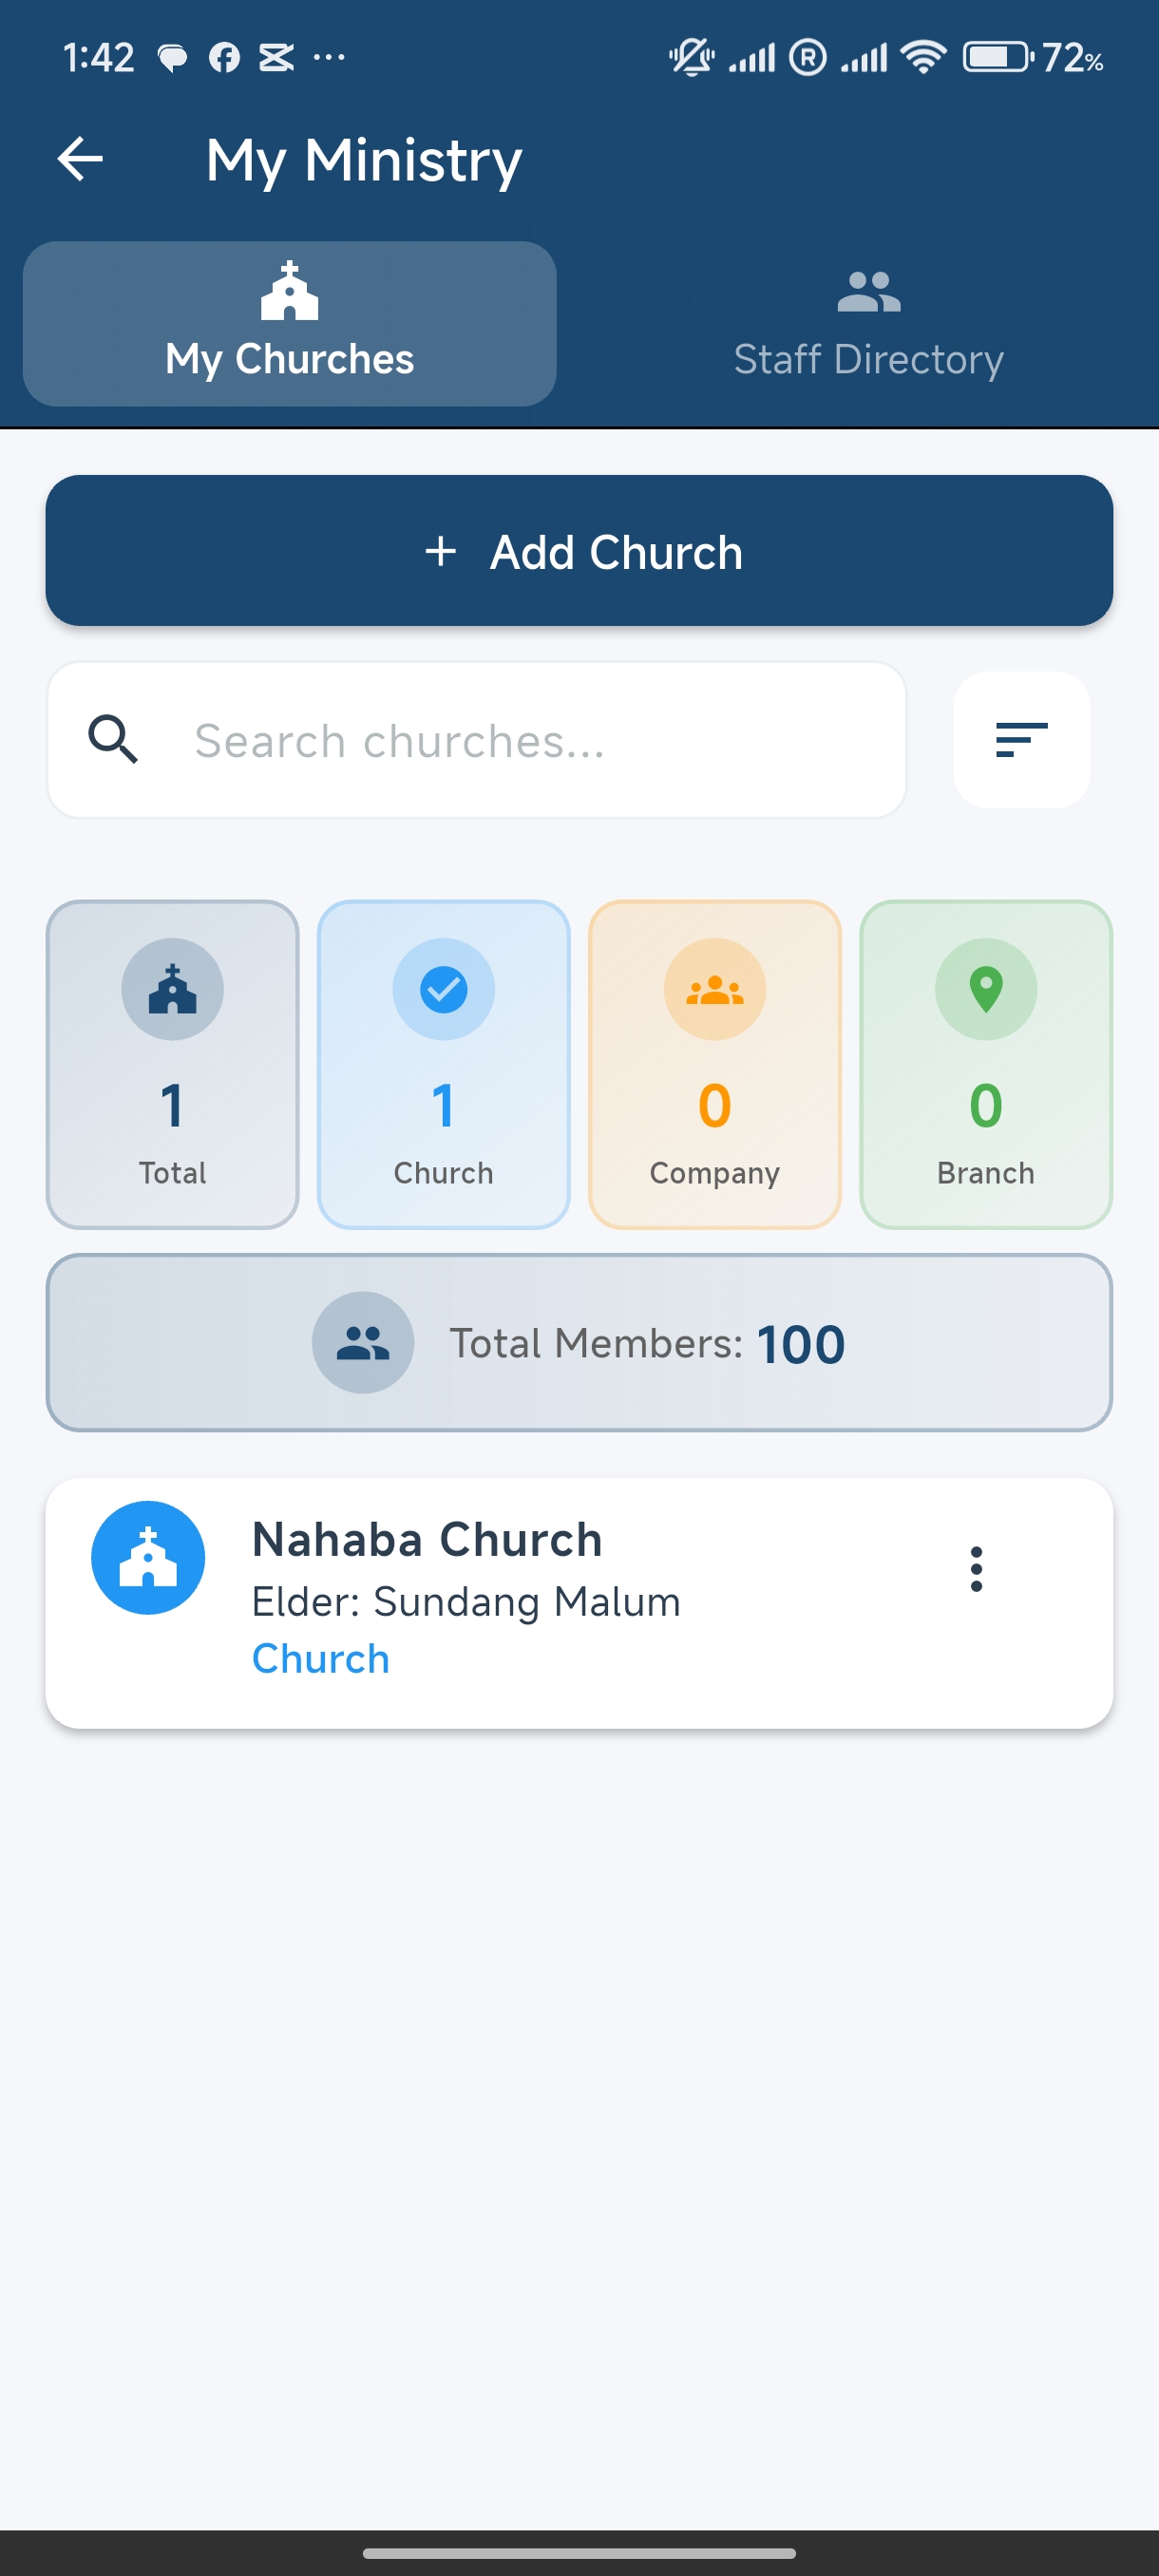 1:42 ... 72%
My Ministry
My Churches
Staff Directory
+ Add Church
Search churches...
1 1 0 0
Total Church Company Branch
Total Members: 100
Nahaba Church
Elder: Sundang Malum
Church